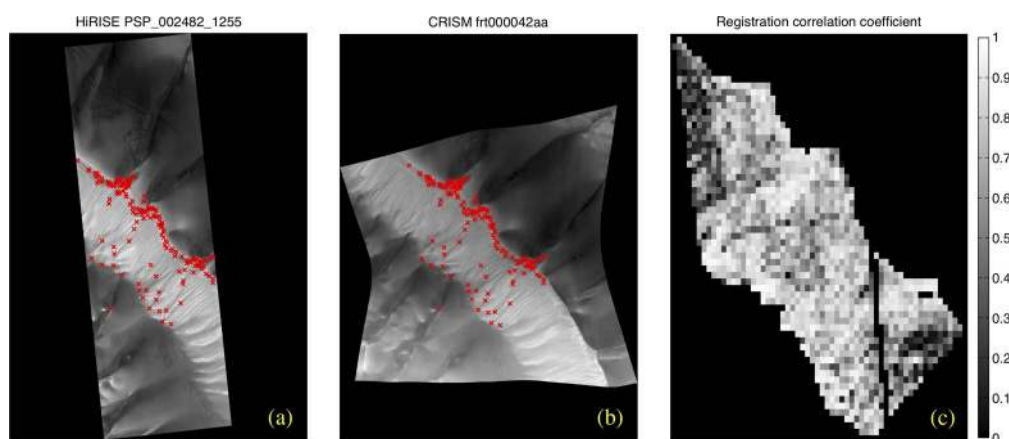 HiRISE PSP_002482_1255
CRISM frt000042aa
Registration correlation coefficient
(a)
(b)
(c)
1
0.9
0.8
0.7
0.6
0.5
0.4
0.3
0.2
0.1
0